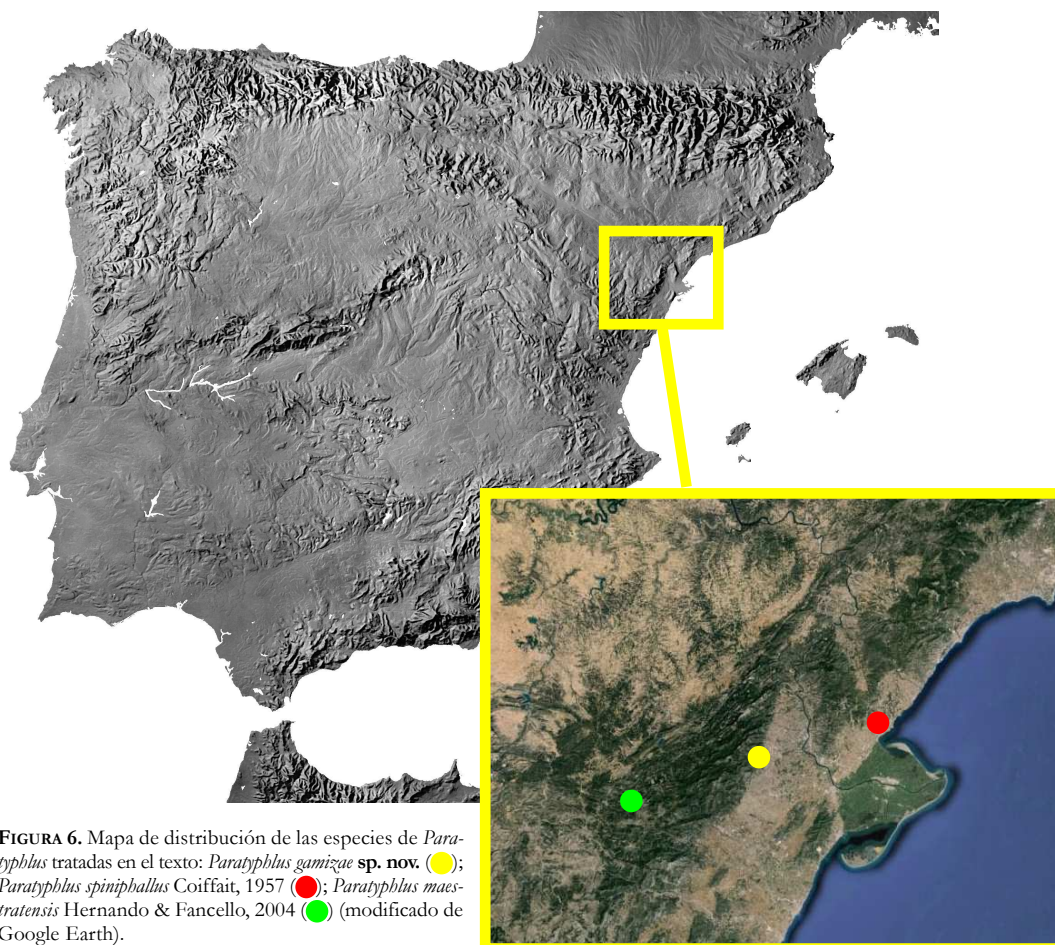 FIGURA 6. Mapa de distribución de las especies de Para-
typhlus tratadas en el texto: Paratyphlus gamizae sp. nov. ( );
Paratyphlus spiniphallus Coiffait, 1957 ( ); Paratyphlus maes-
tratensis Hernando & Fancello, 2004 ( ) (modificado de
Google Earth).